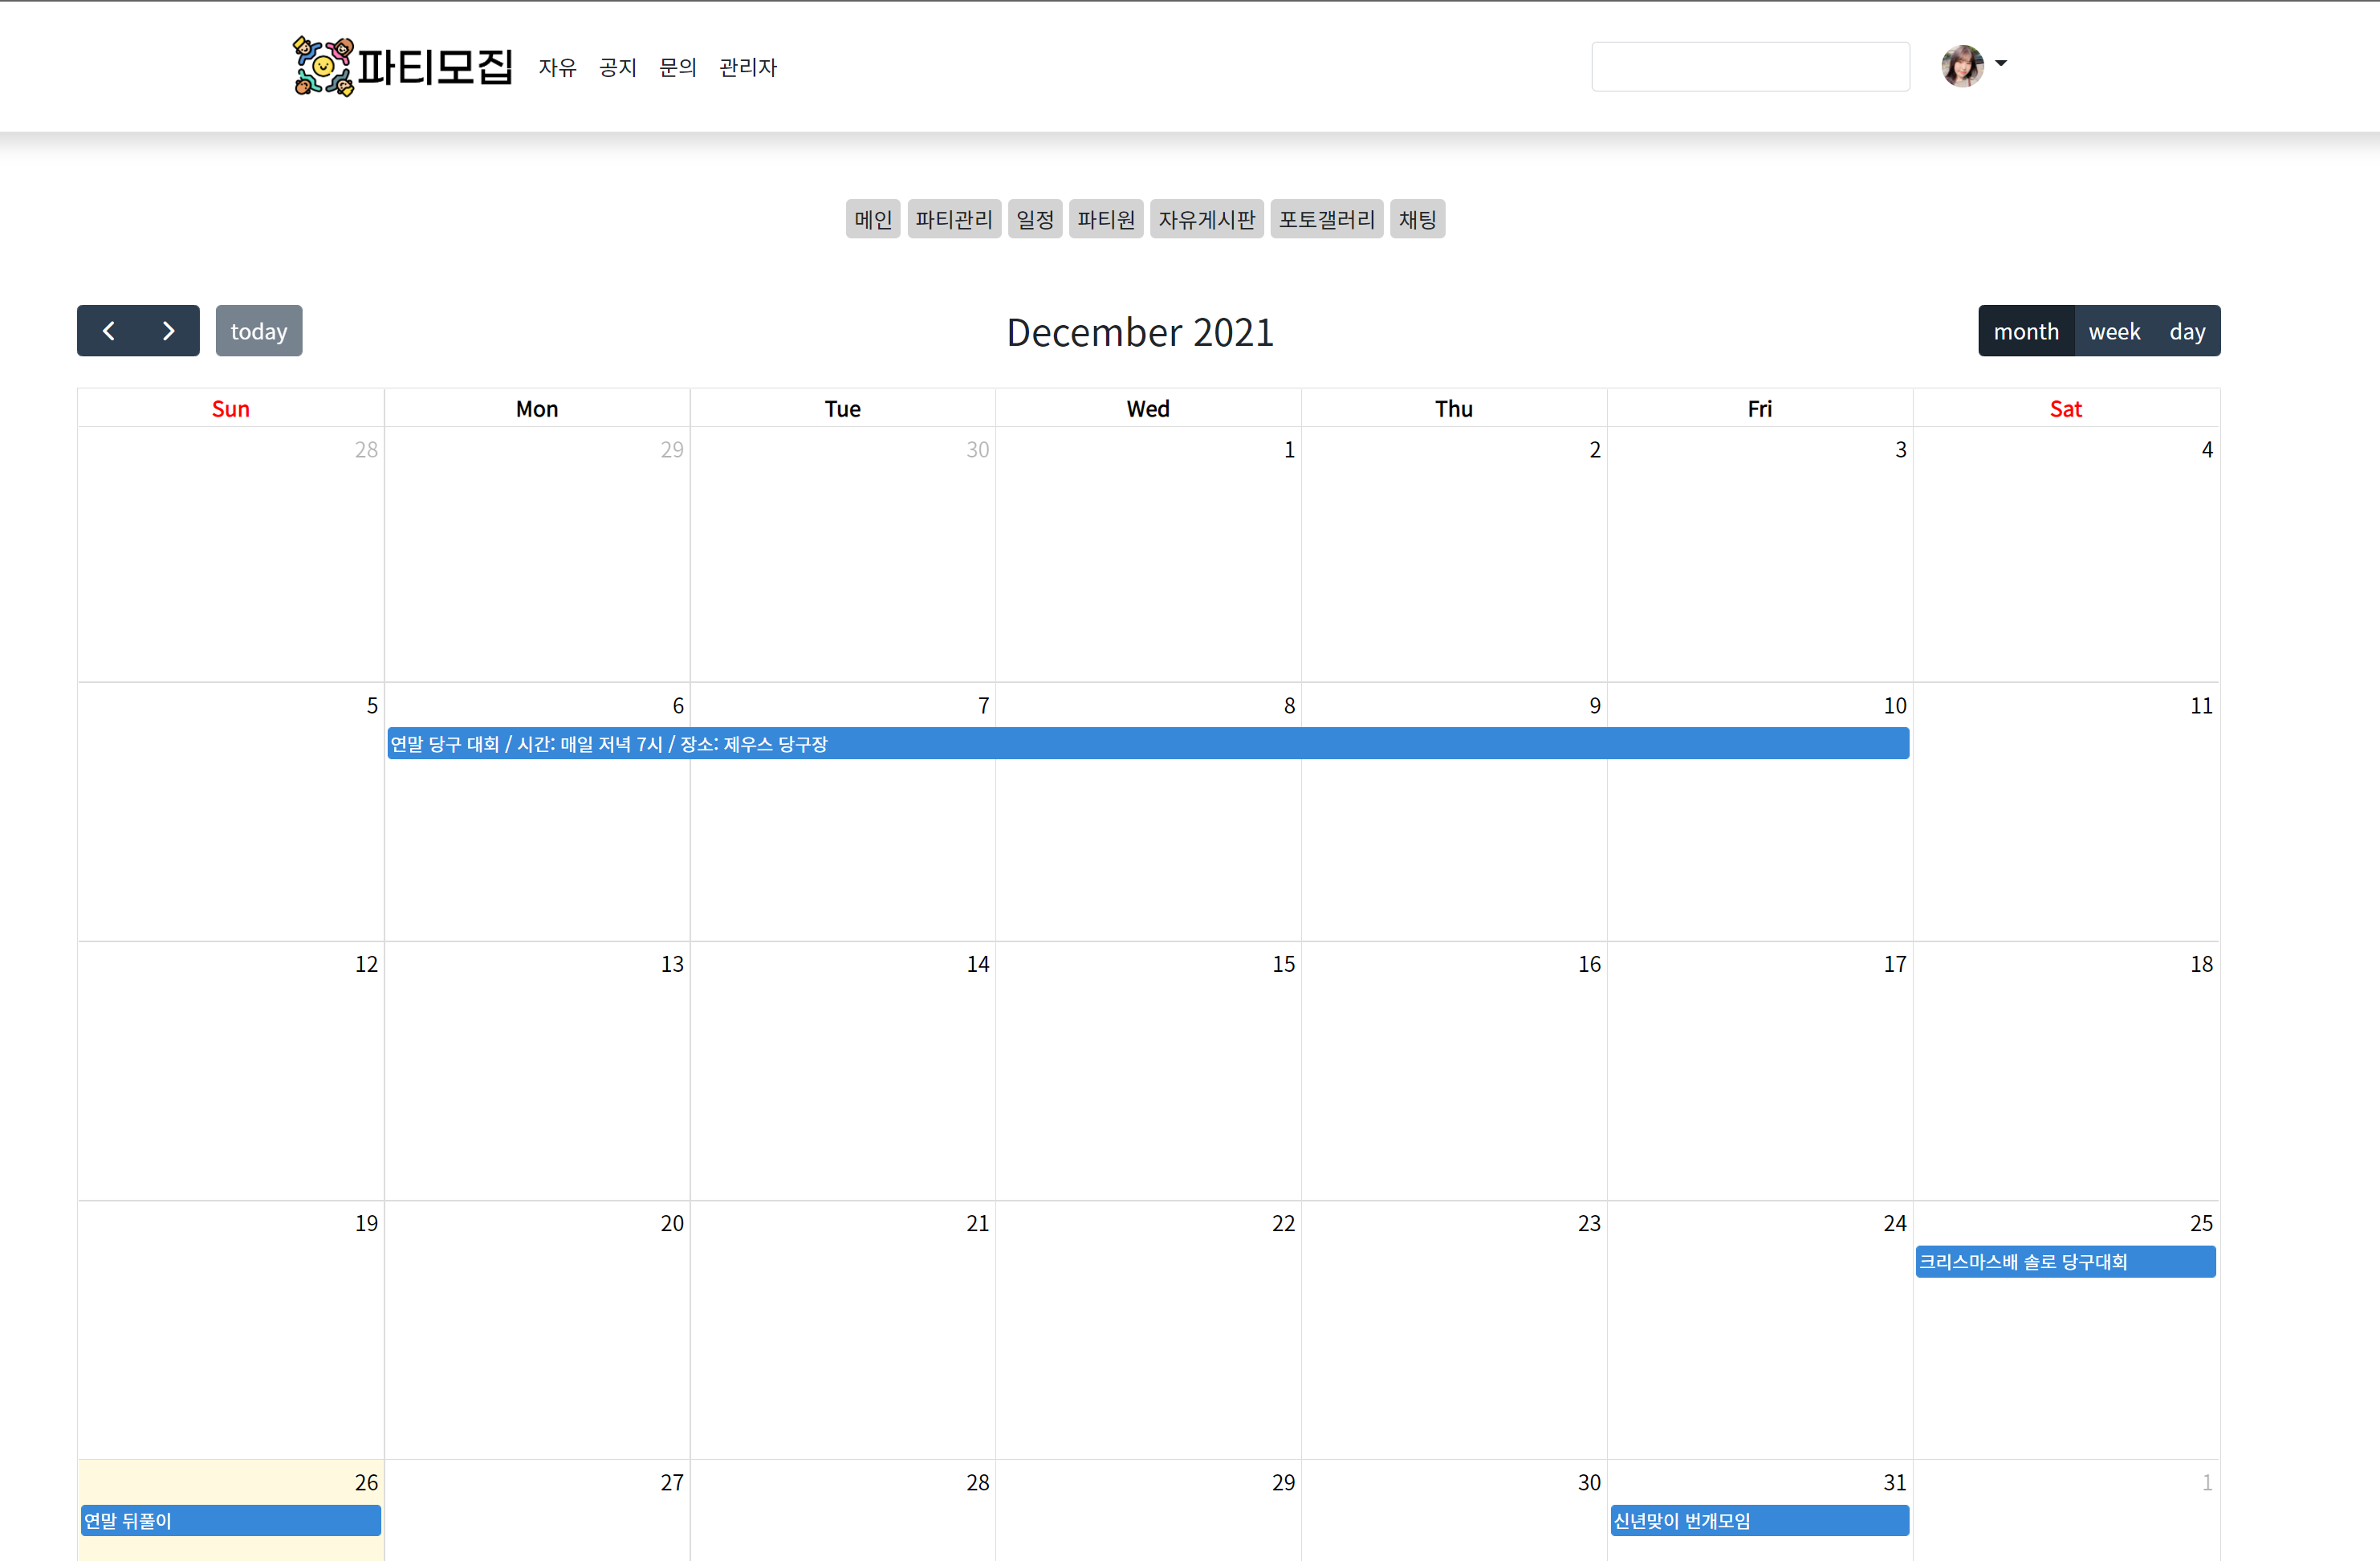 파티모집 자유 공지 문의 관리자
메인 파티관리 일정 파티원 자유게시판 포토갤러리 채팅
today December 2021 month week day
Sun Mon Tue Wed Thu Fri Sat
28 29 30 1 2 3 4
5 6 7 8 9 10 11
연말 당구 대회 / 시간: 매일 저녁 7시 / 장소: 제우스 당구장
12 13 14 15 16 17 18
19 20 21 22 23 24 25
크리스마스배 솔로 당구대회
26 27 28 29 30 31 1
연말 뒤풀이 신년맞이 번개모임